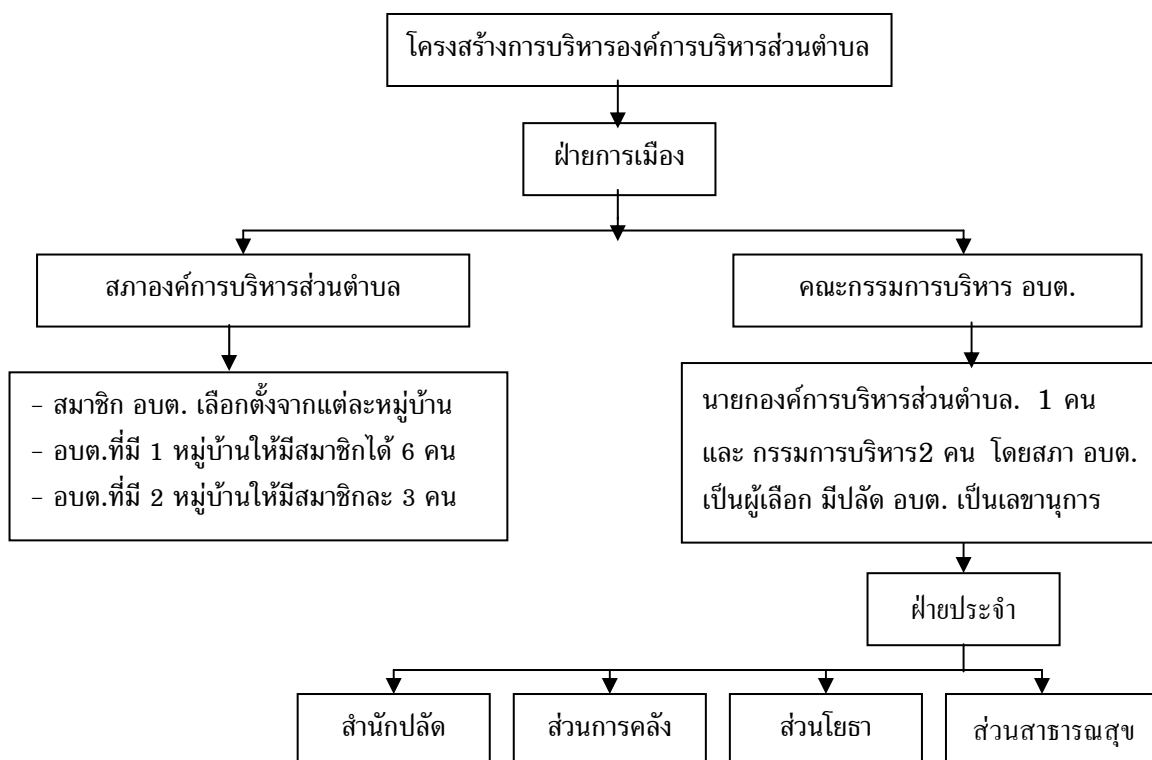 โครงสร้างการบริหารองค์การบริหารส่วนตำบล
ฝ่ายการเมือง
สภาองค์การบริหารส่วนตำบล
คณะกรรมการบริหาร อบต.
- สมาชิก อบต. เลือกตั้งจากแต่ละหมู่บ้าน
- อบต.ที่มี 1 หมู่บ้านให้มีสมาชิกได้ 6 คน
- อบต.ที่มี 2 หมู่บ้านให้มีสมาชิกละ 3 คน
นายกองค์การบริหารส่วนตำบล. 1 คน
และ กรรมการบริหาร2 คน โดยสภา อบต.
เป็นผู้เลือก มีปลัด อบต. เป็นเลขานุการ
ฝ่ายประจำ
สำนักปลัด
ส่วนการคลัง
ส่วนโยธา
ส่วนสาธารณสุข